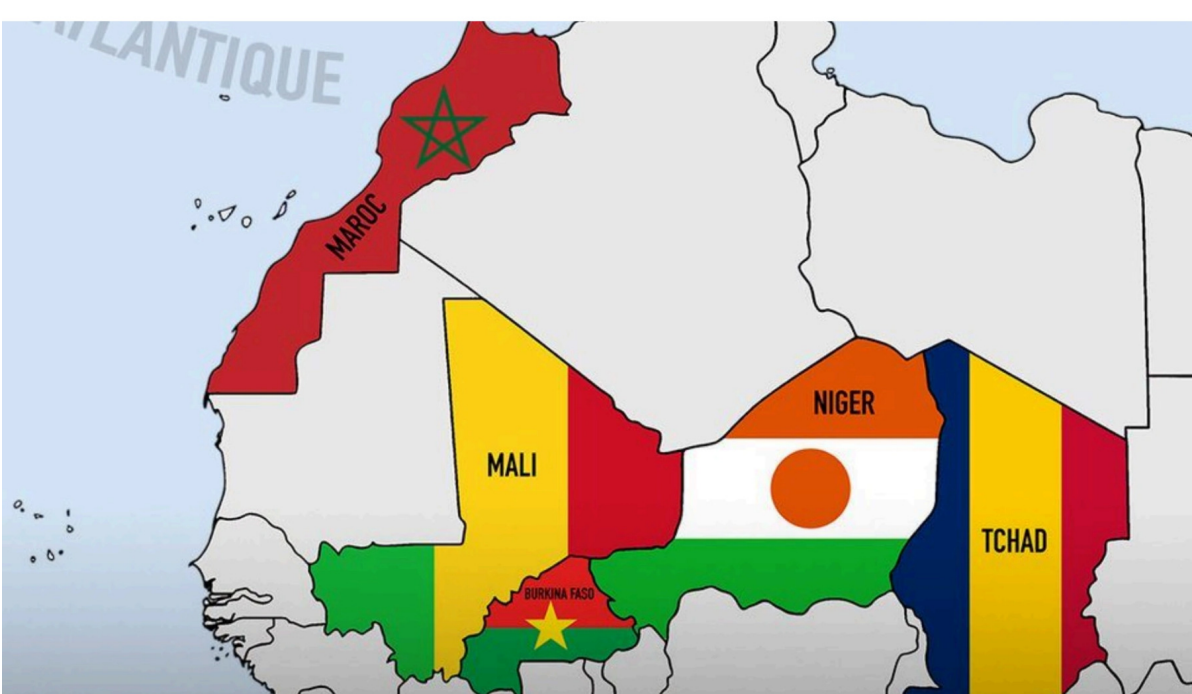 ATLANTIQUE
MAROC
NIGER
MALI
TCHAD
BURKINA FASO